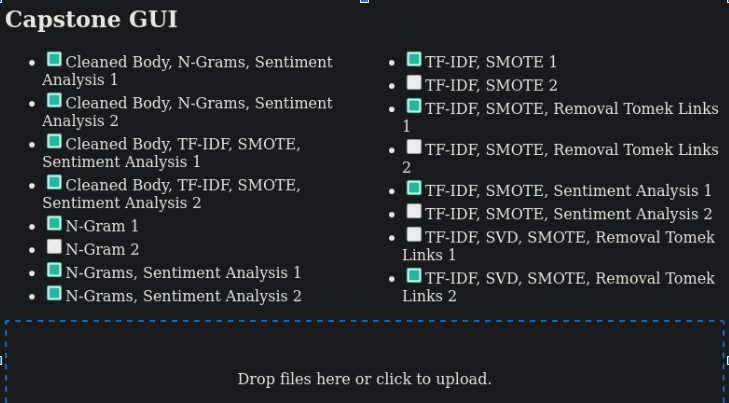 Capstone GUI
Cleaned Body, N-Grams, Sentiment
Analysis 1
Cleaned Body, N-Grams, Sentiment
Analysis 2
Cleaned Body, TF-IDF, SMOTE,
Sentiment Analysis 1
Cleaned Body, TF-IDF, SMOTE,
Sentiment Analysis 2
N-Gram 1
N-Gram 2
N-Grams, Sentiment Analysis 1
N-Grams, Sentiment Analysis 2
TF-IDF, SMOTE 1
TF-IDF, SMOTE 2
TF-IDF, SMOTE, Removal Tomek Links
1
TF-IDF, SMOTE, Removal Tomek Links
2
TF-IDF, SMOTE, Sentiment Analysis 1
TF-IDF, SMOTE, Sentiment Analysis 2
TF-IDF, SVD, SMOTE, Removal Tomek
Links 1
TF-IDF, SVD, SMOTE, Removal Tomek
Links 2
Drop files here or click to upload.